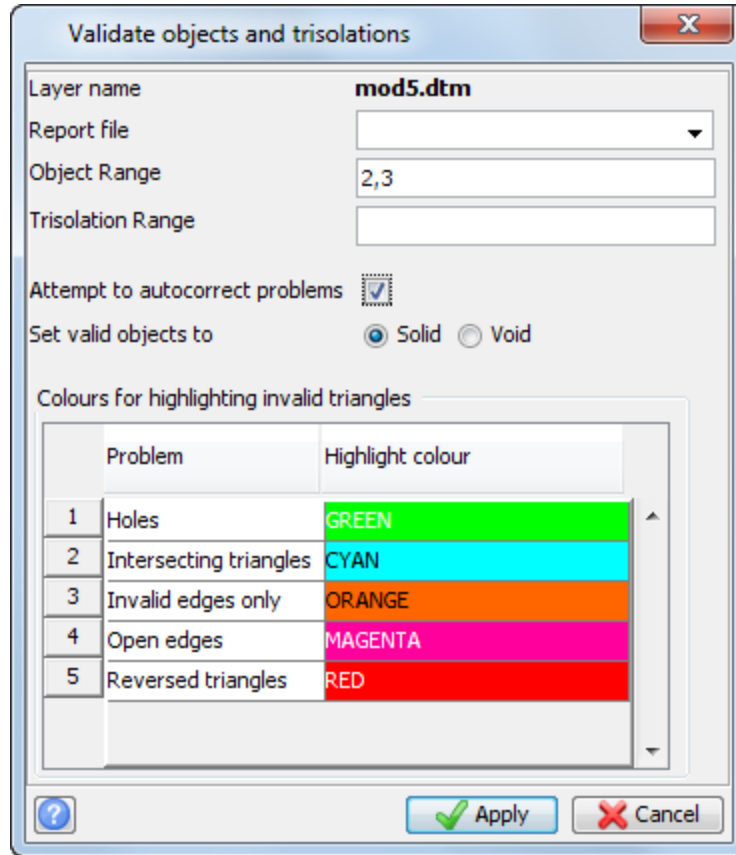 Validate objects and trisolations
Layer name mod5.dtm
Report file
Object Range 2,3
Trisolation Range
Attempt to autocorrect problems
Set valid objects to Solid Void
Colours for highlighting invalid triangles
Problem Highlight colour
1 Holes GREEN
2 Intersecting triangles CYAN
3 Invalid edges only ORANGE
4 Open edges MAGENTA
5 Reversed triangles RED
? Apply Cancel